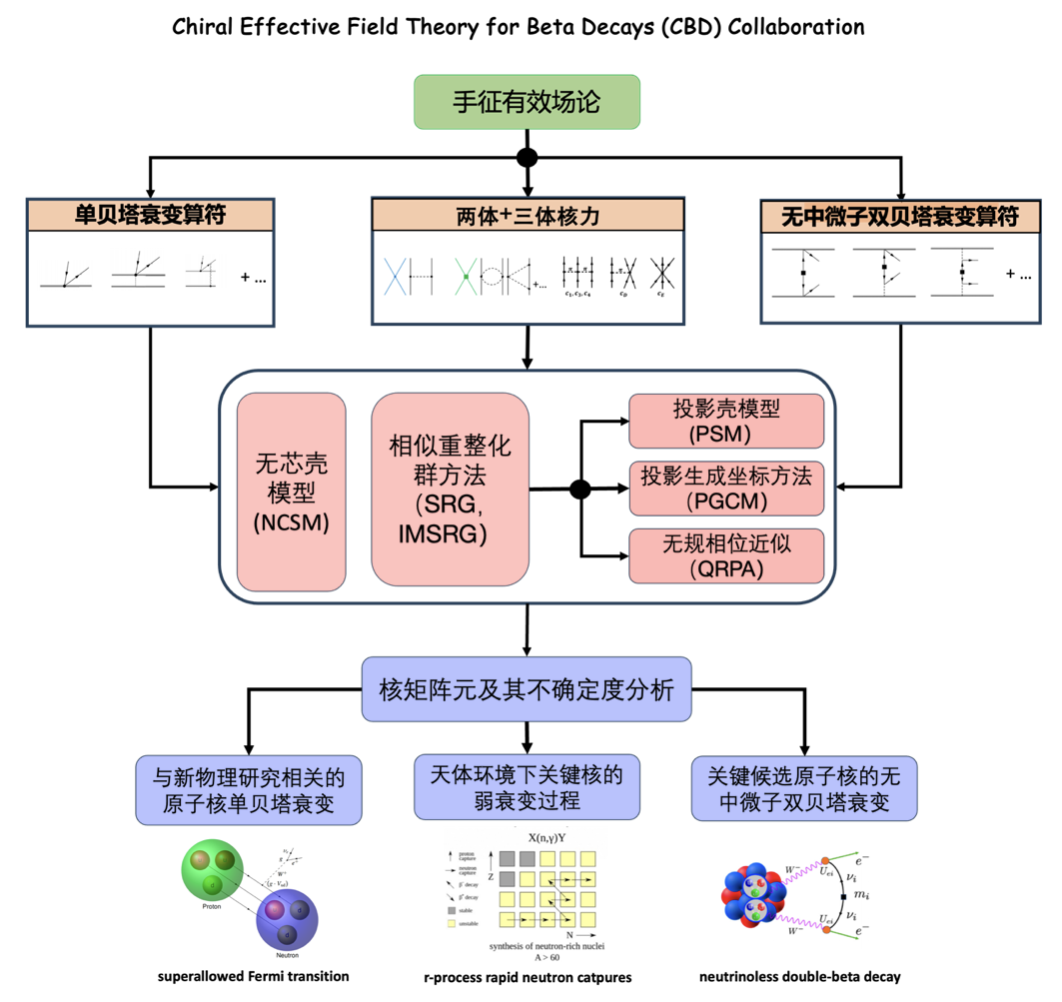 Chiral Effective Field Theory for Beta Decays (CBD) Collaboration
手征有效场论
单贝塔衰变算符
+ ...
两体+三体核力
+...
π π
c₁, c₃, c₄
π
c_D
c_E
无中微子双贝塔衰变算符
+ ...
无芯壳
模型
(NCSM)
相似重整化
群方法
（SRG,
IMSRG）
投影壳模型
(PSM)
投影生成坐标方法
(PGCM)
无规相位近似
(QRPA)
核矩阵元及其不确定度分析
与新物理研究相关的
原子核单贝塔衰变
天体环境下关键核的
弱衰变过程
关键候选原子核的无
中微子双贝塔衰变
Proton
W⁻
Neutron
superallowed Fermi transition
X(n,γ)Y
proton
capture
neutron
capture
β⁻ decay
β⁺ decay
stable
unstable
Z
N
synthesis of neutron-rich nuclei
A > 60
r-process rapid neutron catpures
W⁻
U_ei
e⁻
ν_i
m_i
ν_i
W⁻
U_ei
e⁻
neutrinoless double-beta decay